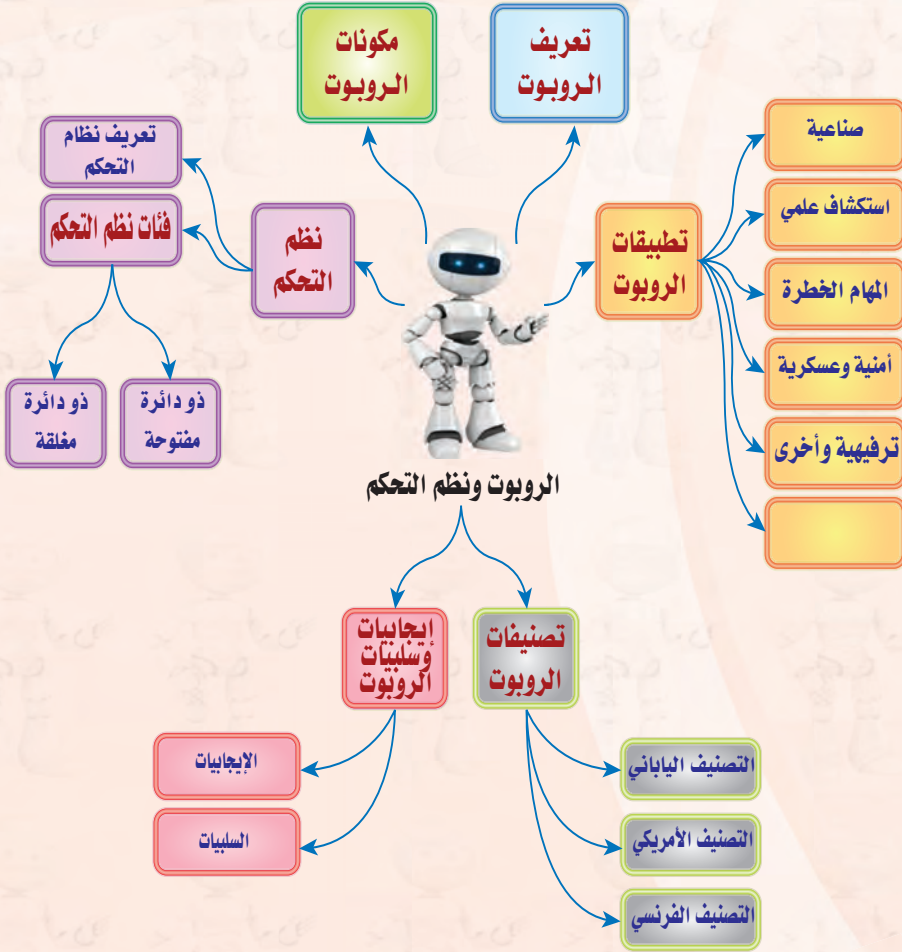 تعريف
الروبوت
مكونات
الروبوت
صناعية
استكشاف علمي
المهام الخطرة
أمنية وعسكرية
ترفيهية وأخرى
تطبيقات
الروبوت
نظم
التحكم
تعريف نظام
التحكم
فئات نظم التحكم
ذو دائرة
مفتوحة
ذو دائرة
مغلقة
الروبوت ونظم التحكم
تصنيفات
الروبوت
التصنيف الياباني
التصنيف الأمريكي
التصنيف الفرنسي
إيجابيات
وسلبيات
الروبوت
الإيجابيات
السلبيات